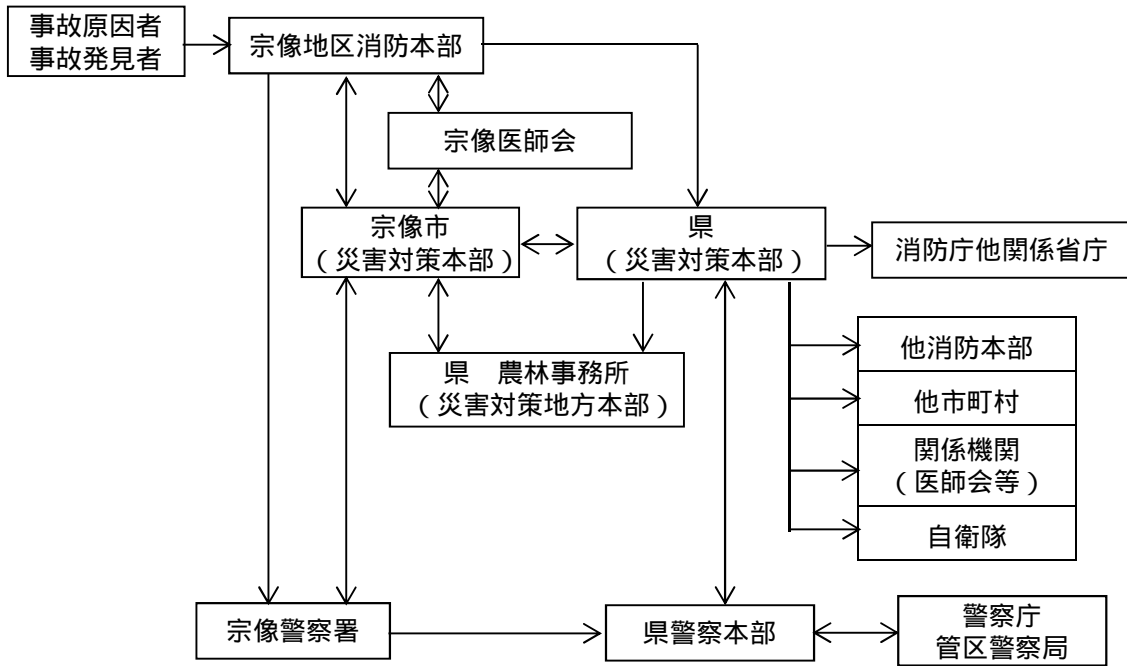 事故原因者
事故発見者
宗像地区消防本部
宗像医師会
宗像市
（災害対策本部）
県
（災害対策本部）
消防庁他関係省庁
県　農林事務所
（災害対策地方本部）
他消防本部
他市町村
関係機関
（医師会等）
自衛隊
宗像警察署
県警察本部
警察庁
管区警察局